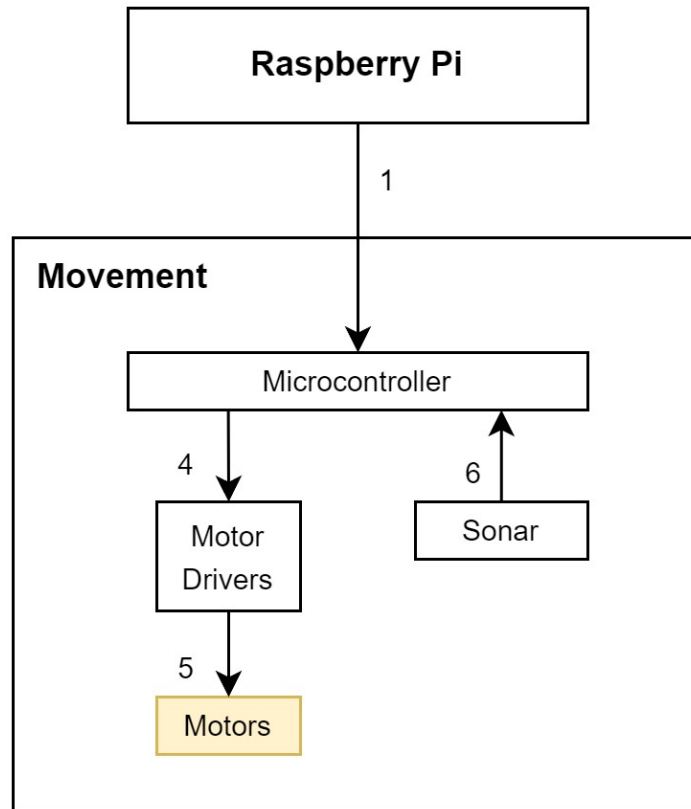 Raspberry Pi
1
Movement
Microcontroller
4
6
Motor
Drivers
Sonar
5
Motors